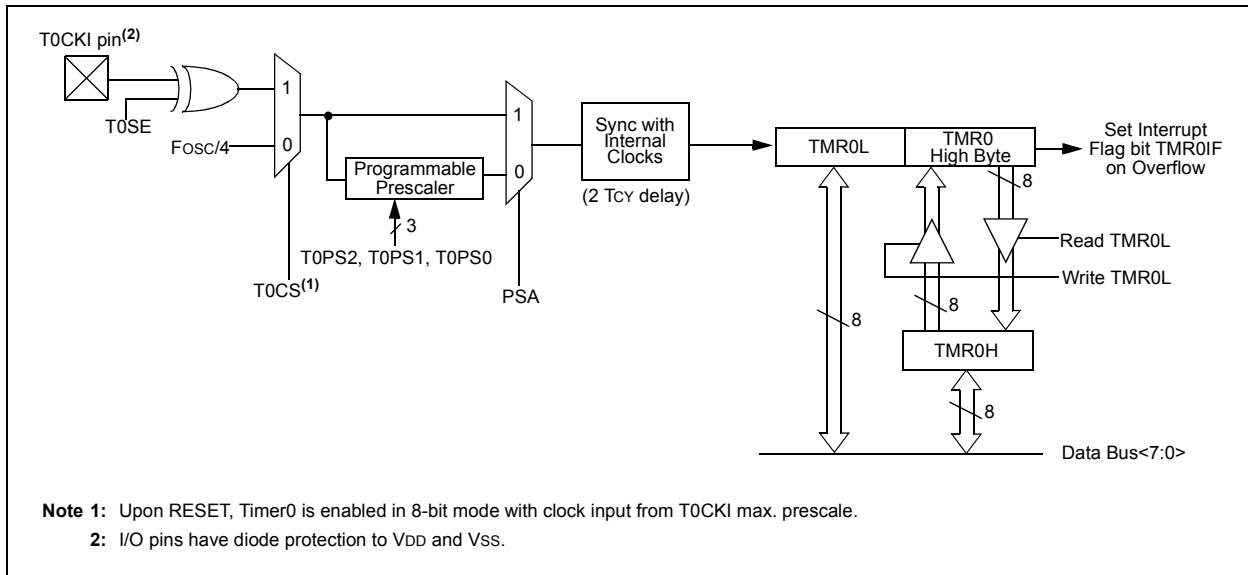 T0CKI pin(2)
T0SE
FOSC/4
1
0
T0CS(1)
Programmable
Prescaler
3
T0PS2, T0PS1, T0PS0
1
0
PSA
Sync with
Internal
Clocks
(2 TCY delay)
TMR0L
TMR0
High Byte
Set Interrupt
Flag bit TMR0IF
on Overflow
8
Read TMR0L
Write TMR0L
8
8
TMR0H
8
Data Bus<7:0>
Note 1: Upon RESET, Timer0 is enabled in 8-bit mode with clock input from T0CKI max. prescale.
2: I/O pins have diode protection to VDD and VSS.